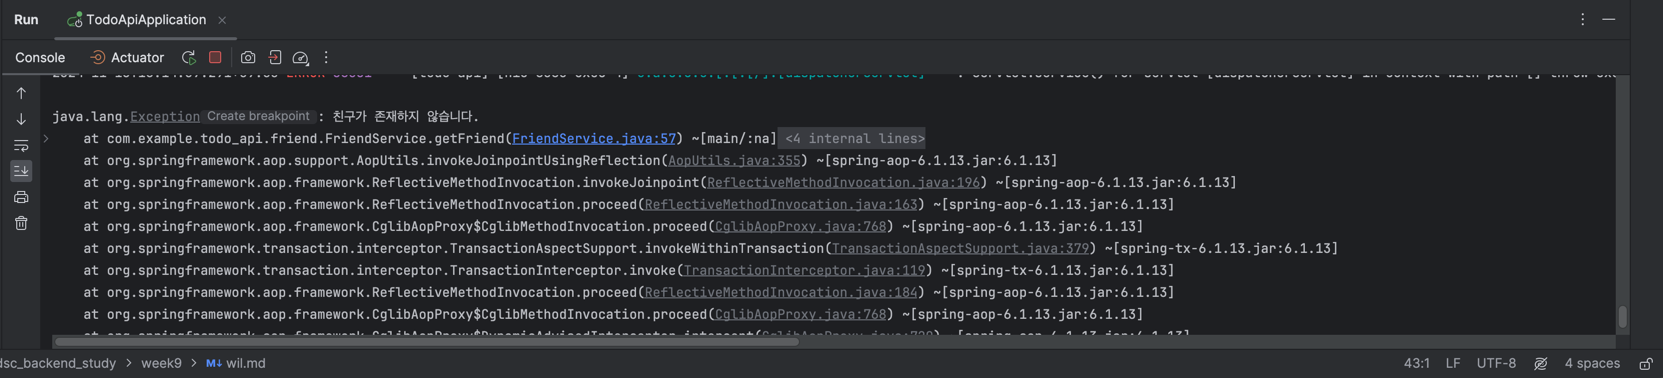 Run TodoApiApplication ×
Console Actuator
java.lang.Exception Create breakpoint : 친구가 존재하지 않습니다.
at com.example.todo_api.friend.FriendService.getFriend(FriendService.java:57) ~[main/:na] <4 internal lines>
at org.springframework.aop.support.AopUtils.invokeJoinpointUsingReflection(AopUtils.java:355) ~[spring-aop-6.1.13.jar:6.1.13]
at org.springframework.aop.framework.ReflectiveMethodInvocation.invokeJoinpoint(ReflectiveMethodInvocation.java:196) ~[spring-aop-6.1.13.jar:6.1.13]
at org.springframework.aop.framework.ReflectiveMethodInvocation.proceed(ReflectiveMethodInvocation.java:163) ~[spring-aop-6.1.13.jar:6.1.13]
at org.springframework.aop.framework.CglibAopProxy$CglibMethodInvocation.proceed(CglibAopProxy.java:768) ~[spring-aop-6.1.13.jar:6.1.13]
at org.springframework.transaction.interceptor.TransactionAspectSupport.invokeWithinTransaction(TransactionAspectSupport.java:379) ~[spring-tx-6.1.13.jar:6.1.13]
at org.springframework.transaction.interceptor.TransactionInterceptor.invoke(TransactionInterceptor.java:119) ~[spring-tx-6.1.13.jar:6.1.13]
at org.springframework.aop.framework.ReflectiveMethodInvocation.proceed(ReflectiveMethodInvocation.java:184) ~[spring-aop-6.1.13.jar:6.1.13]
at org.springframework.aop.framework.CglibAopProxy$CglibMethodInvocation.proceed(CglibAopProxy.java:768) ~[spring-aop-6.1.13.jar:6.1.13]
dsc_backend_study > week9 > M↓ wil.md 43:1 LF UTF-8 4 spaces